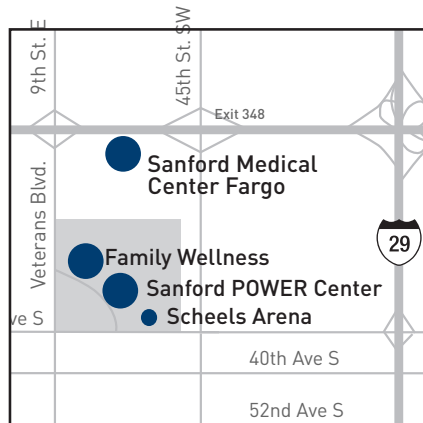 9th St. E
45th St. SW
Exit 348
Sanford Medical
Center Fargo
Veterans Blvd.
29
Family Wellness
Sanford POWER Center
Scheels Arena
ve S
40th Ave S
52nd Ave S